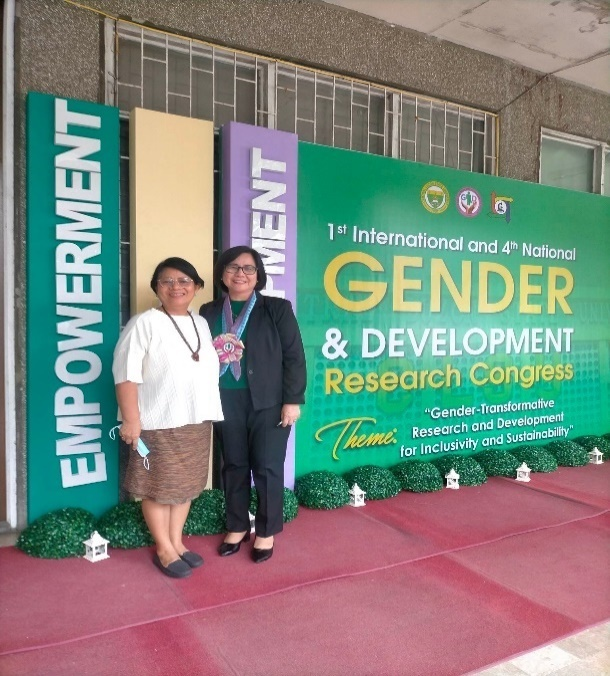 EMPOWERMENT
PMENT
1st International and 4th National
GENDER
& DEVELOPMENT
Research Congress
Theme:
"Gender-Transformative
Research and Development
for Inclusivity and Sustainability"